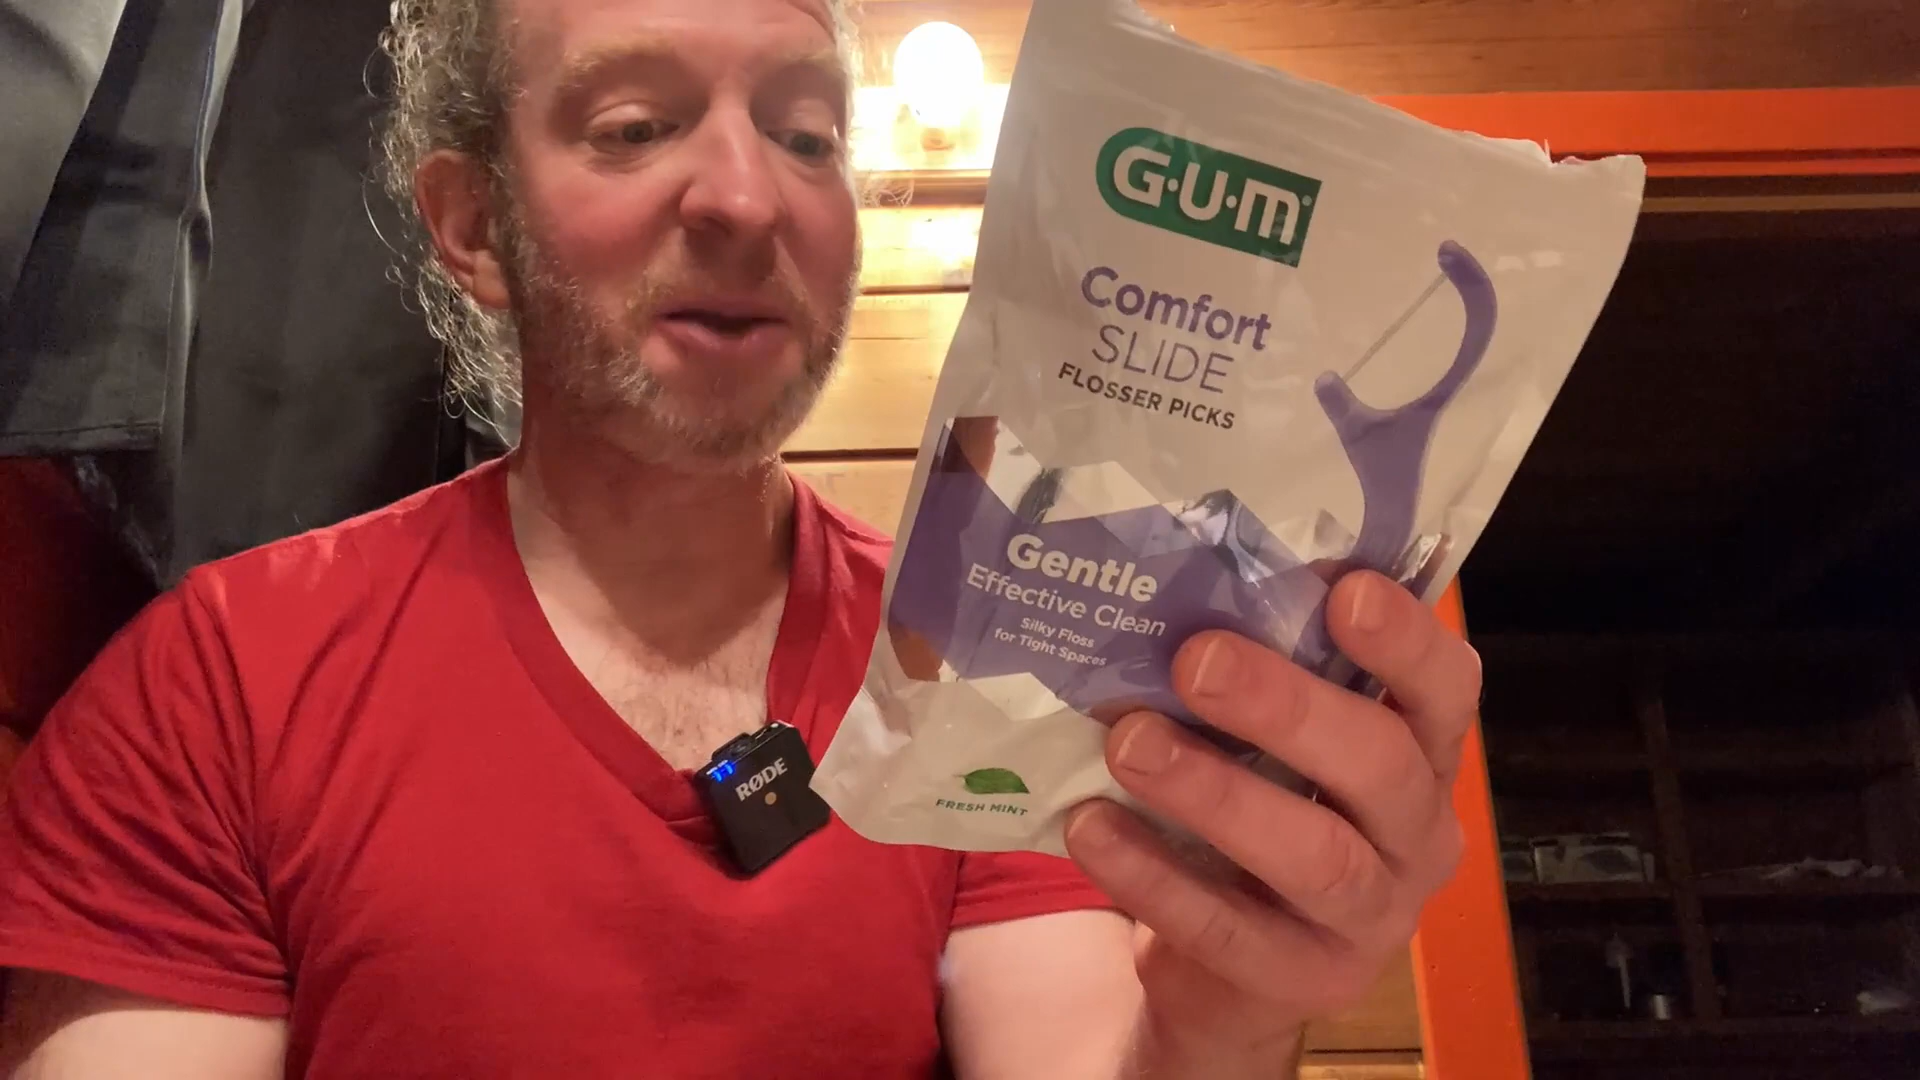 G·U·M
Comfort
SLIDE
FLOSSER PICKS
Gentle
Effective Clean
Silky Floss
for Tight Spaces
FRESH MINT
RØDE